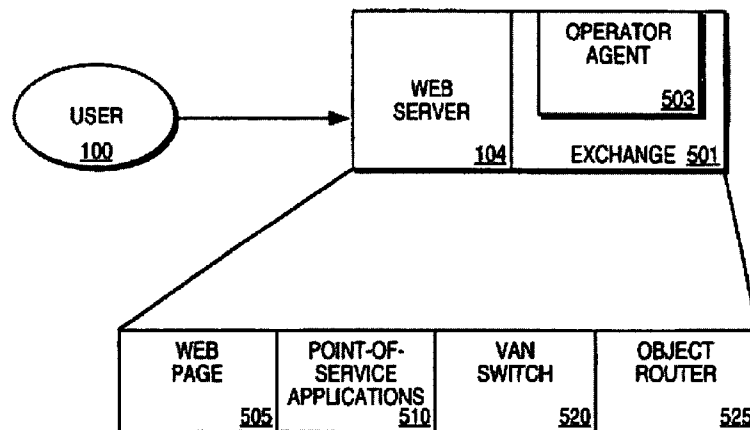 USER
100
WEB
SERVER
104
OPERATOR
AGENT
503
EXCHANGE 501
WEB
PAGE
505
POINT-OF-
SERVICE
APPLICATIONS
510
VAN
SWITCH
520
OBJECT
ROUTER
525